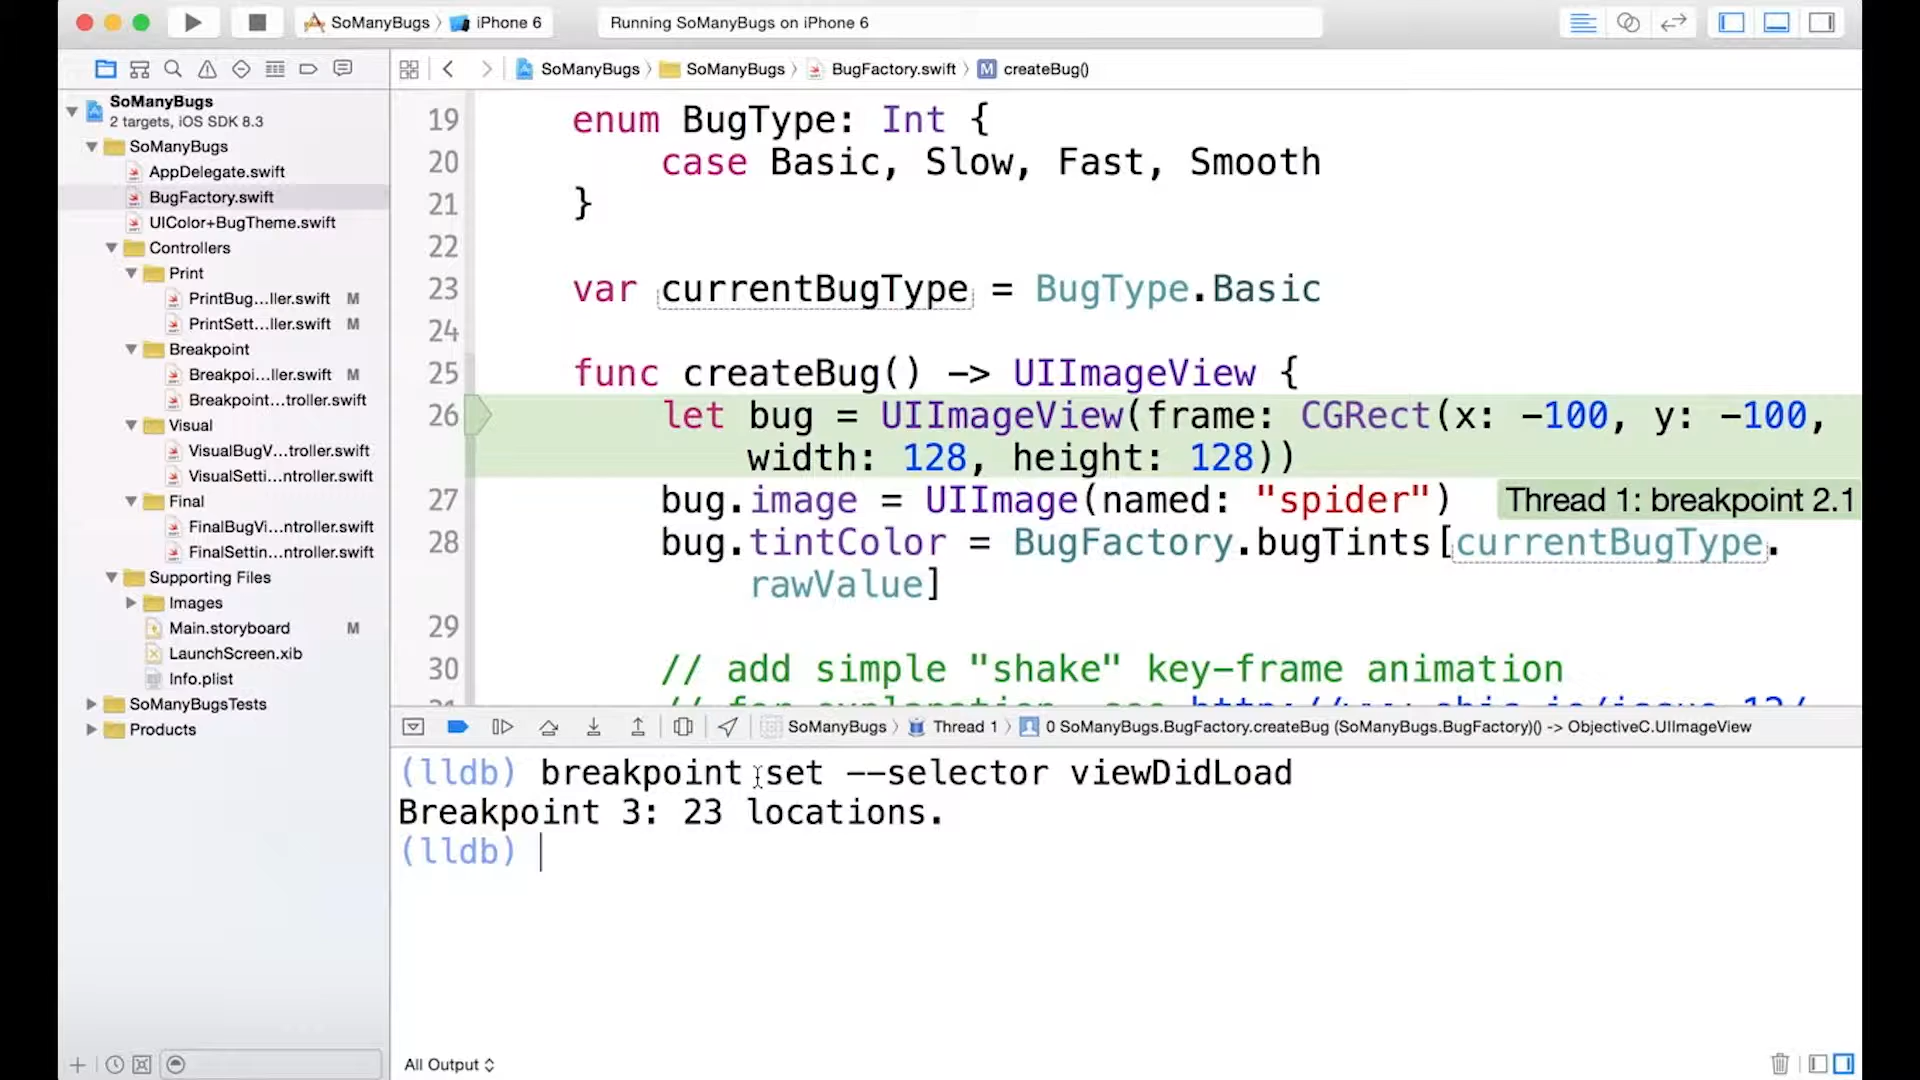 SoManyBugs
iPhone 6
Running SoManyBugs on iPhone 6
SoManyBugs
SoManyBugs
BugFactory.swift
M
createBug()
SoManyBugs
2 targets, iOS SDK 8.3
SoManyBugs
AppDelegate.swift
BugFactory.swift
UIColor+BugTheme.swift
Controllers
Print
PrintBug...ller.swift M
PrintSett...ller.swift M
Breakpoint
Breakpoi...ller.swift M
Breakpoint...troller.swift
Visual
VisualBugV...troller.swift
VisualSetti...ntroller.swift
Final
FinalBugVi...ntroller.swift
FinalSettin...ntroller.swift
Supporting Files
Images
Main.storyboard M
LaunchScreen.xib
Info.plist
SoManyBugsTests
Products
19 enum BugType: Int {
20 case Basic, Slow, Fast, Smooth
21 }
22
23 var currentBugType = BugType.Basic
24
25 func createBug() -> UIImageView {
26 let bug = UIImageView(frame: CGRect(x: -100, y: -100,
width: 128, height: 128))
27 bug.image = UIImage(named: "spider") Thread 1: breakpoint 2.1
28 bug.tintColor = BugFactory.bugTints[currentBugType.
rawValue]
29
30 // add simple "shake" key-frame animation
SoManyBugs
Thread 1
0 SoManyBugs.BugFactory.createBug (SoManyBugs.BugFactory)() -> ObjectiveC.UIImageView
(lldb) breakpoint set --selector viewDidLoad
Breakpoint 3: 23 locations.
(lldb)
All Output